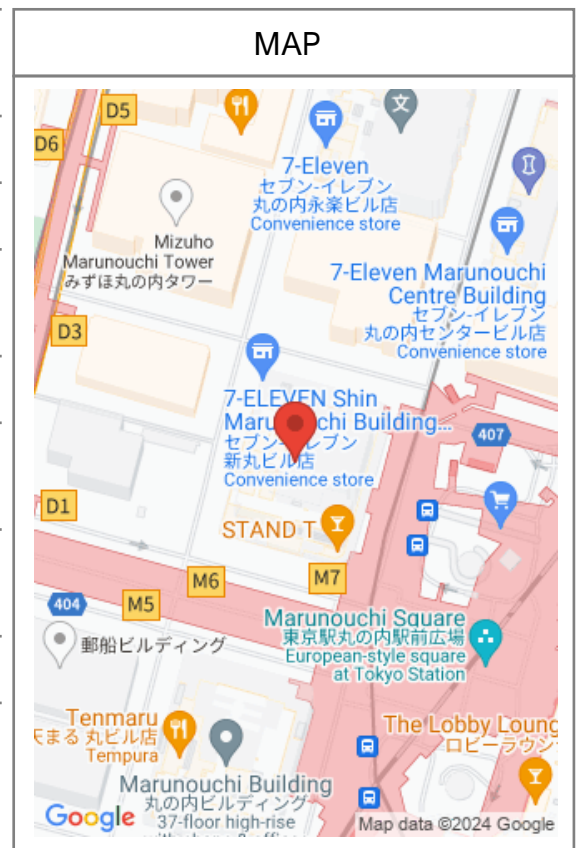 MAP
D5
D6
7-Eleven
セブン-イレブン
丸の内永楽ビル店
Convenience store
文
Mizuho
Marunouchi Tower
みずほ丸の内タワー
7-Eleven Marunouchi
Centre Building
セブン-イレブン
丸の内センタービル店
Convenience store
D3
7-ELEVEN Shin
Maru chi Building...
セブン レブン
新丸ビル店
Convenience store
407
D1
STAND T
M6
M7
404
M5
Marunouchi Square
東京駅丸の内駅前広場
European-style square
at Tokyo Station
郵船ビルディング
Tenmaru
天まる 丸ビル店
Tempura
The Lobby Loung
ロビーラウン
Marunouchi Building
丸の内ビルディング
37-floor high-rise
Google
Map data ©2024 Google